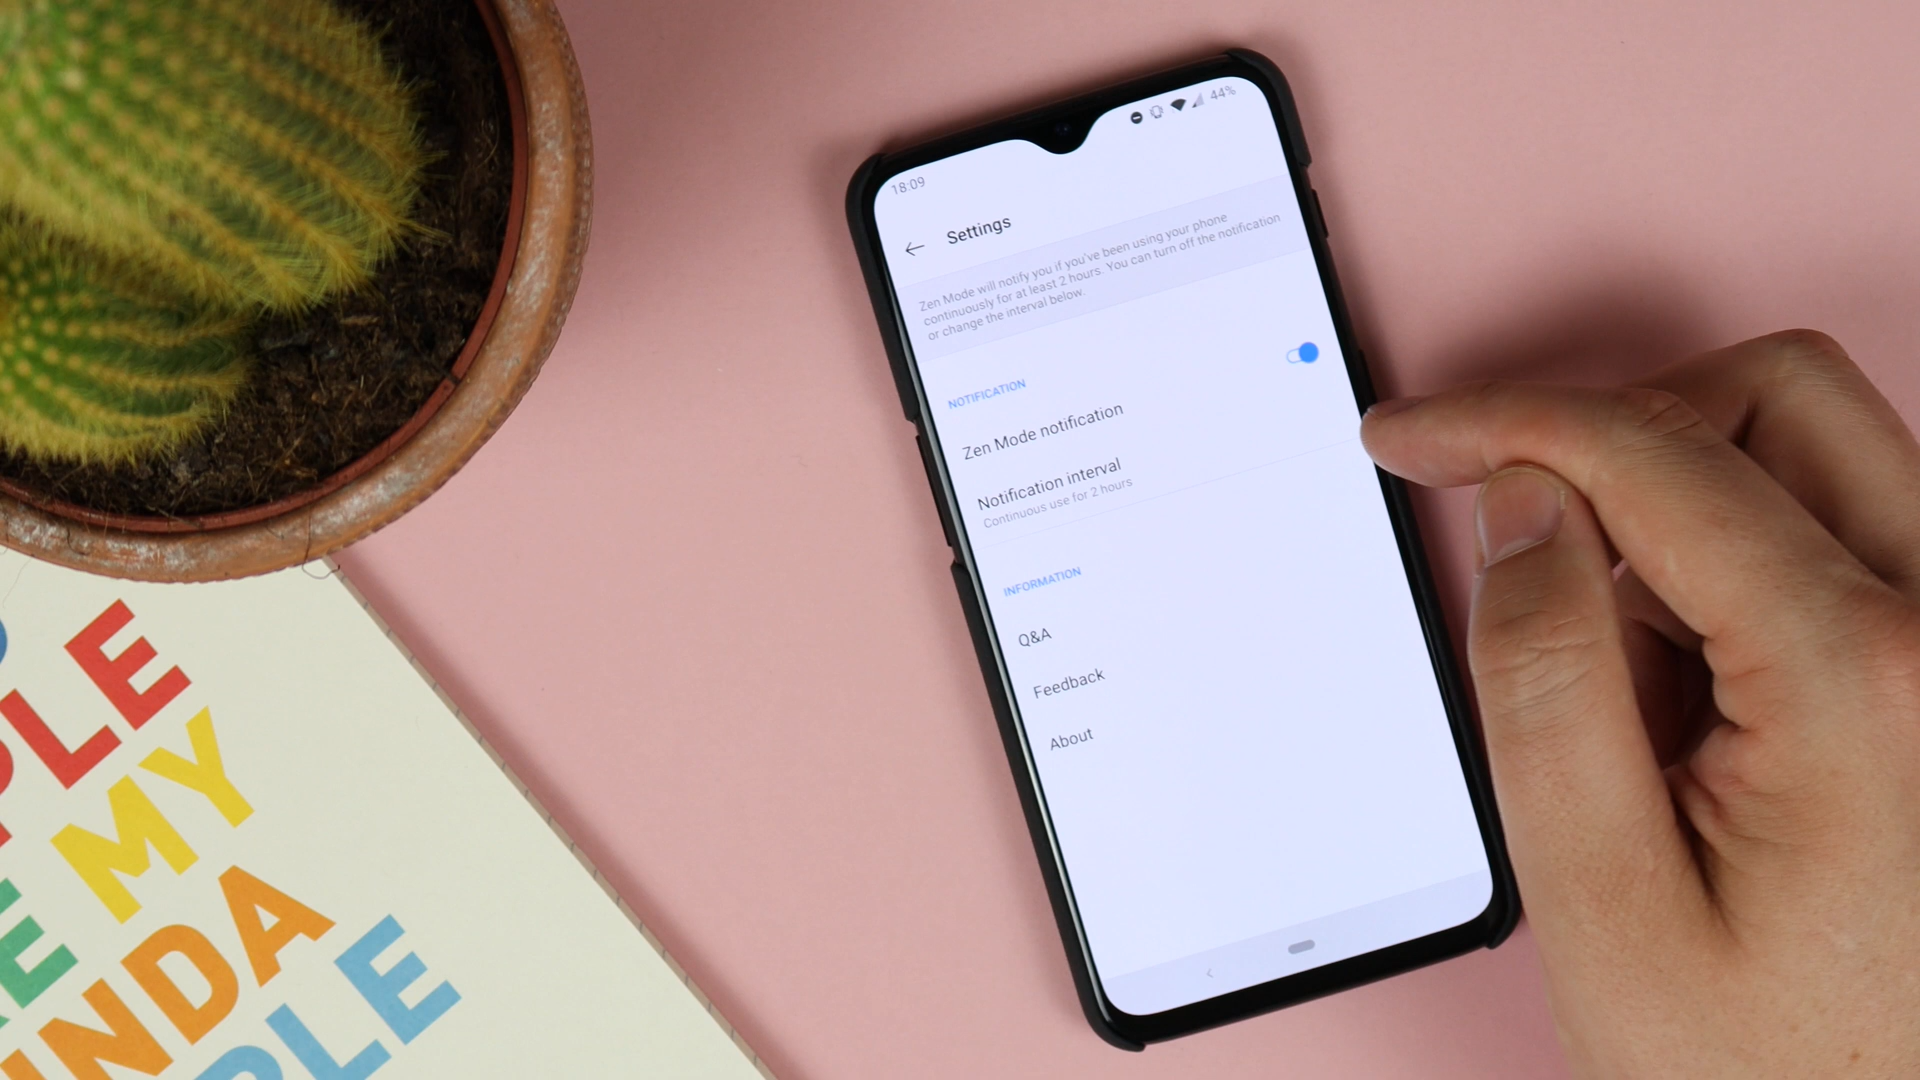 18:09
44%
Settings
Zen Mode will notify you if you've been using your phone
continuously for at least 2 hours. You can turn off the notification
or change the interval below.
NOTIFICATION
Zen Mode notification
Notification interval
Continuous use for 2 hours
INFORMATION
Q&A
Feedback
About
PLE
MY
INDA
PLE